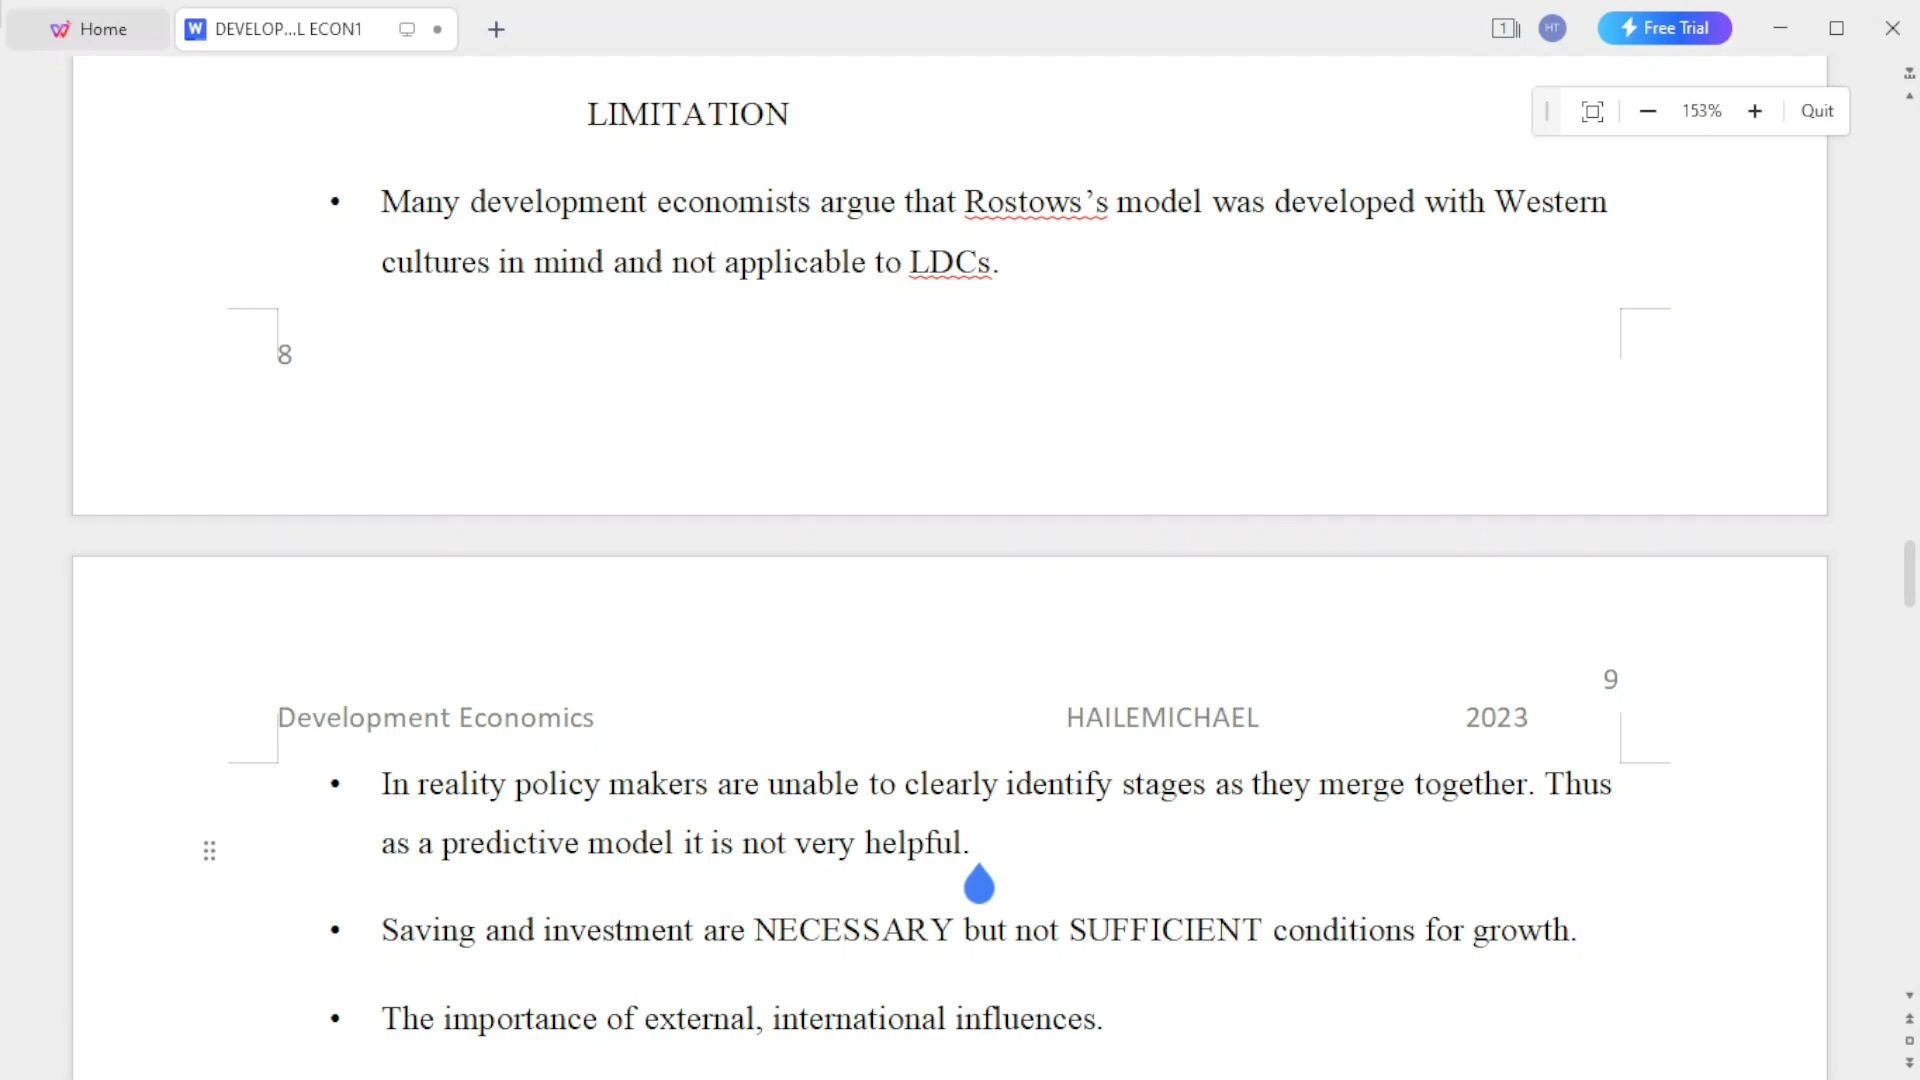 Home
DEVELOP...L ECON1
1
HT
Free Trial
153%
Quit
LIMITATION
• Many development economists argue that Rostows’s model was developed with Western
cultures in mind and not applicable to LDCs.
8
9
Development Economics HAILEMICHAEL 2023
• In reality policy makers are unable to clearly identify stages as they merge together. Thus
as a predictive model it is not very helpful.
• Saving and investment are NECESSARY but not SUFFICIENT conditions for growth.
• The importance of external, international influences.